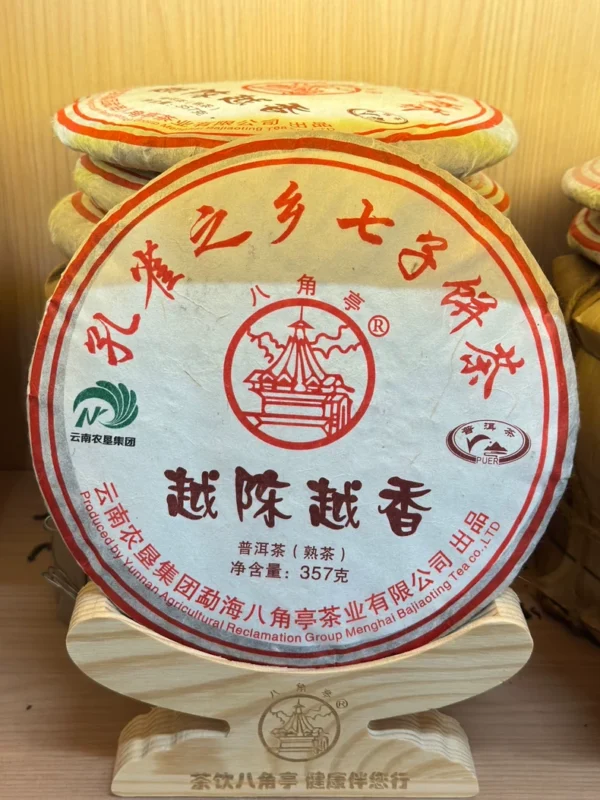 孔雀之乡七子饼茶
八角亭®
云南农垦集团
普洱茶
PUER
越陈越香
普洱茶（熟茶）
净含量：357克
云南农垦集团勐海八角亭茶业有限公司 出品
Produced by Yunnan Agricultural Reclamation Group Menghai Bajiaoting Tea co.,LTD
八角亭®
茶饮八角亭 健康伴您行